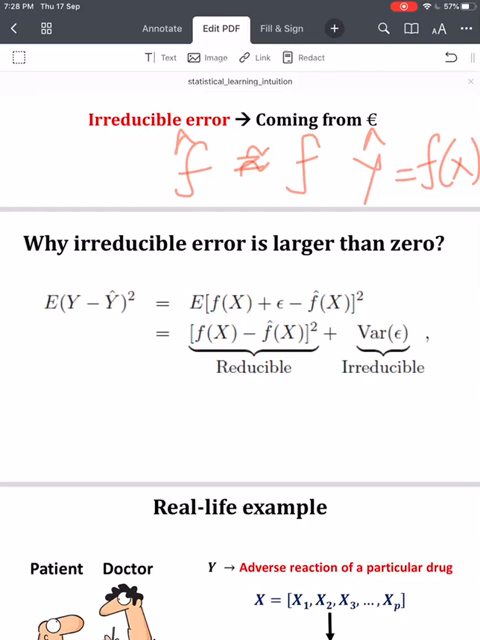 7:28 PM Thu 17 Sep 57%
Annotate Edit PDF Fill & Sign + AA
T Text Image Link Redact
statistical_learning_intuition ×
Irreducible error → Coming from €
f̂ ≈ f Ŷ = f(X)
Why irreducible error is larger than zero?
E(Y − Ŷ)² = E[f(X) + ϵ − f̂(X)]²
= [f(X) − f̂(X)]² + Var(ϵ) ,
Reducible Irreducible
Real-life example
Patient Doctor Y → Adverse reaction of a particular drug
X = [X₁, X₂, X₃, … , Xₚ]